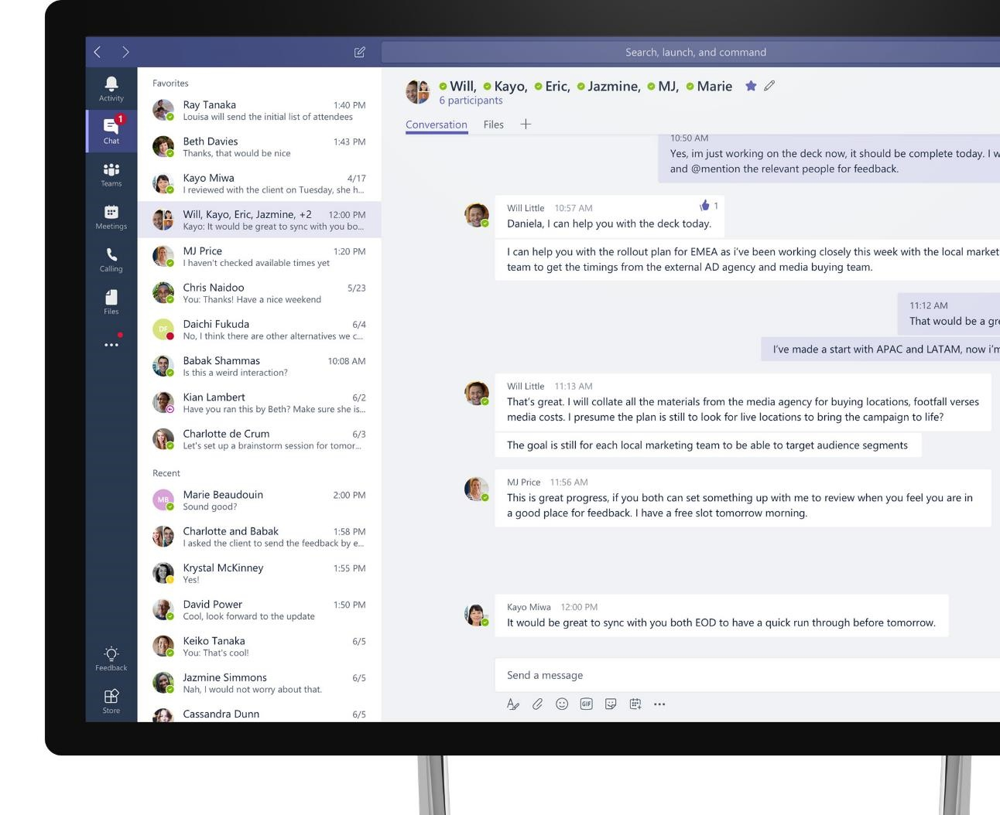 Search, launch, and command
Activity
1
Chat
Teams
Meetings
Calling
Files
Feedback
Store
Favorites
Ray Tanaka 1:40 PM
Louisa will send the initial list of attendees
Beth Davies 1:43 PM
Thanks, that would be nice
Kayo Miwa 4/17
I reviewed with the client on Tuesday, she h...
Will, Kayo, Eric, Jazmine, +2 12:00 PM
Kayo: It would be great to sync with you bo...
MJ Price 1:20 PM
I haven't checked available times yet
Chris Naidoo 5/23
You: Thanks! Have a nice weekend
DF
Daichi Fukuda 6/4
No, I think there are other alternatives we c...
Babak Shammas 10:08 AM
Is this a weird interaction?
Kian Lambert 6/2
Have you ran this by Beth? Make sure she is...
Charlotte de Crum 6/3
Let's set up a brainstorm session for tomor...
Recent
MB
Marie Beaudouin 2:00 PM
Sound good?
Charlotte and Babak 1:58 PM
I asked the client to send the feedback by e...
Krystal McKinney 1:55 PM
Yes!
David Power 1:50 PM
Cool, look forward to the update
Keiko Tanaka 6/5
You: That's cool!
Jazmine Simmons 6/5
Nah, I would not worry about that.
Cassandra Dunn 6/5
Will, Kayo, Eric, Jazmine, MJ, Marie
6 participants
Conversation Files
10:50 AM
Yes, im just working on the deck now, it should be complete today. I
and @mention the relevant people for feedback.
Will Little 10:57 AM 1
Daniela, I can help you with the deck today.
I can help you with the rollout plan for EMEA as i've been working closely this week with the local market
team to get the timings from the external AD agency and media buying team.
11:12 AM
That would be a
I've made a start with APAC and LATAM, now
Will Little 11:13 AM
That's great. I will collate all the materials from the media agency for buying locations, footfall verses
media costs. I presume the plan is still to look for live locations to bring the campaign to life?
The goal is still for each local marketing team to be able to target audience segments
MJ Price 11:56 AM
This is great progress, if you both can set something up with me to review when you feel you are in
a good place for feedback. I have a free slot tomorrow morning.
Kayo Miwa 12:00 PM
It would be great to sync with you both EOD to have a quick run through before tomorrow.
Send a message
GIF